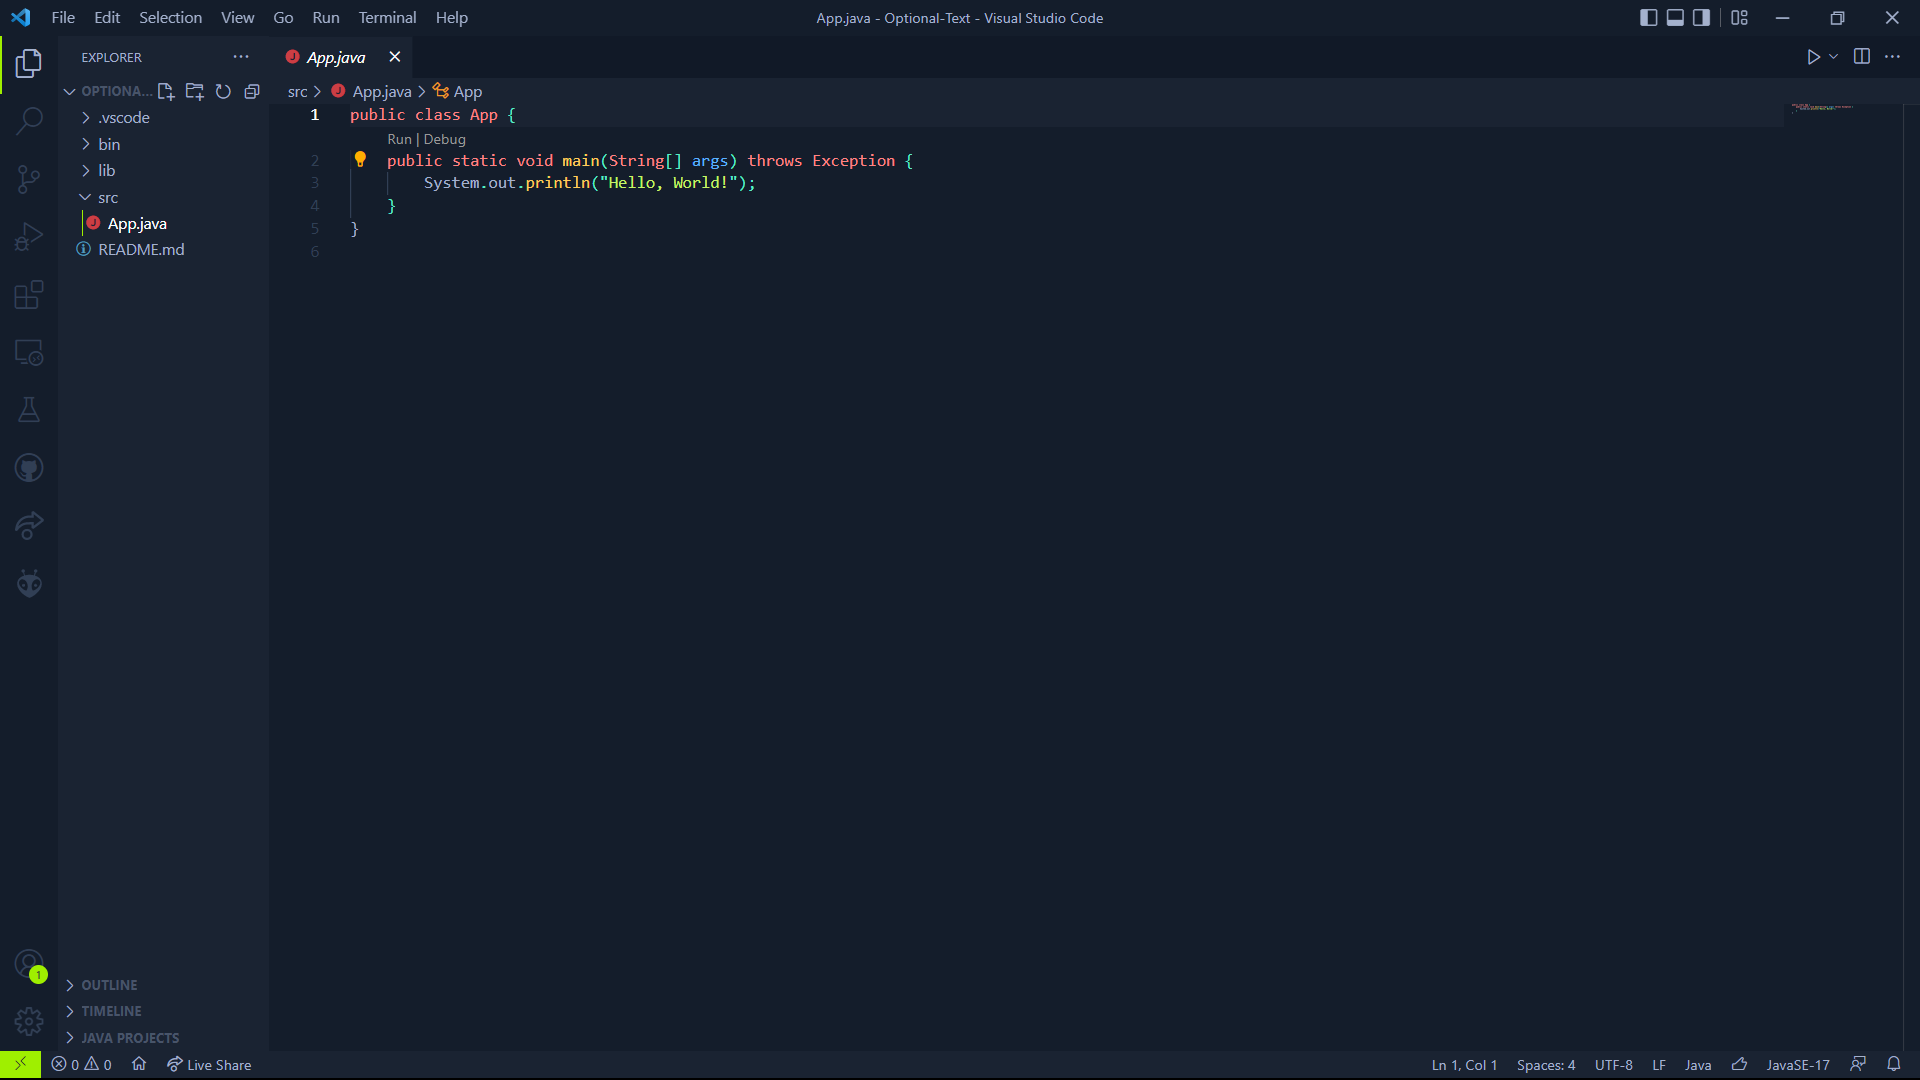 File Edit Selection View Go Run Terminal Help
App.java - Optional-Text - Visual Studio Code
EXPLORER
OPTIONA...
.vscode
bin
lib
src
App.java
README.md
OUTLINE
TIMELINE
JAVA PROJECTS
1
App.java
src > App.java > App
1 public class App {
Run | Debug
2 public static void main(String[] args) throws Exception {
3 System.out.println("Hello, World!");
4 }
5 }
6
0 0 Live Share
Ln 1, Col 1 Spaces: 4 UTF-8 LF Java JavaSE-17